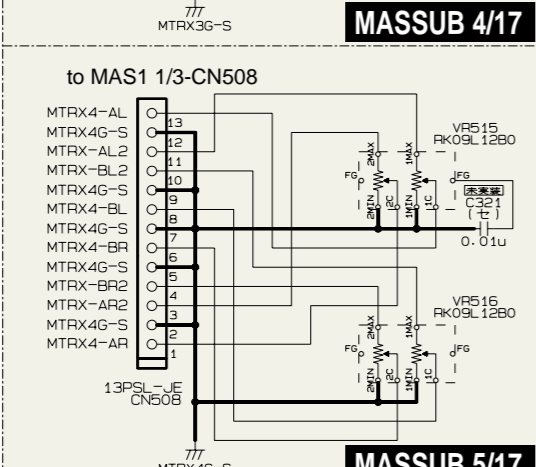 MTRX3G-S
MASSUB 4/17
to MAS1 1/3-CN508
MTRX4-AL
13
MTRX4G-S
12
MTRX-AL2
11
MTRX-BL2
10
MTRX4G-S
9
MTRX4-BL
8
MTRX4G-S
7
MTRX4-BR
6
MTRX4G-S
5
MTRX-BR2
4
MTRX-AR2
3
MTRX4G-S
2
MTRX4-AR
1
13PSL-JE
CN508
VR515
RK09L12B0
2MAX
1MAX
FG
FG
2MIN
2C
1MIN
1C
未実装
C321
(セ)
0.01u
VR516
RK09L12B0
2MAX
1MAX
FG
FG
2MIN
2C
1MIN
1C
MTRX4G-S
MASSUB 5/17